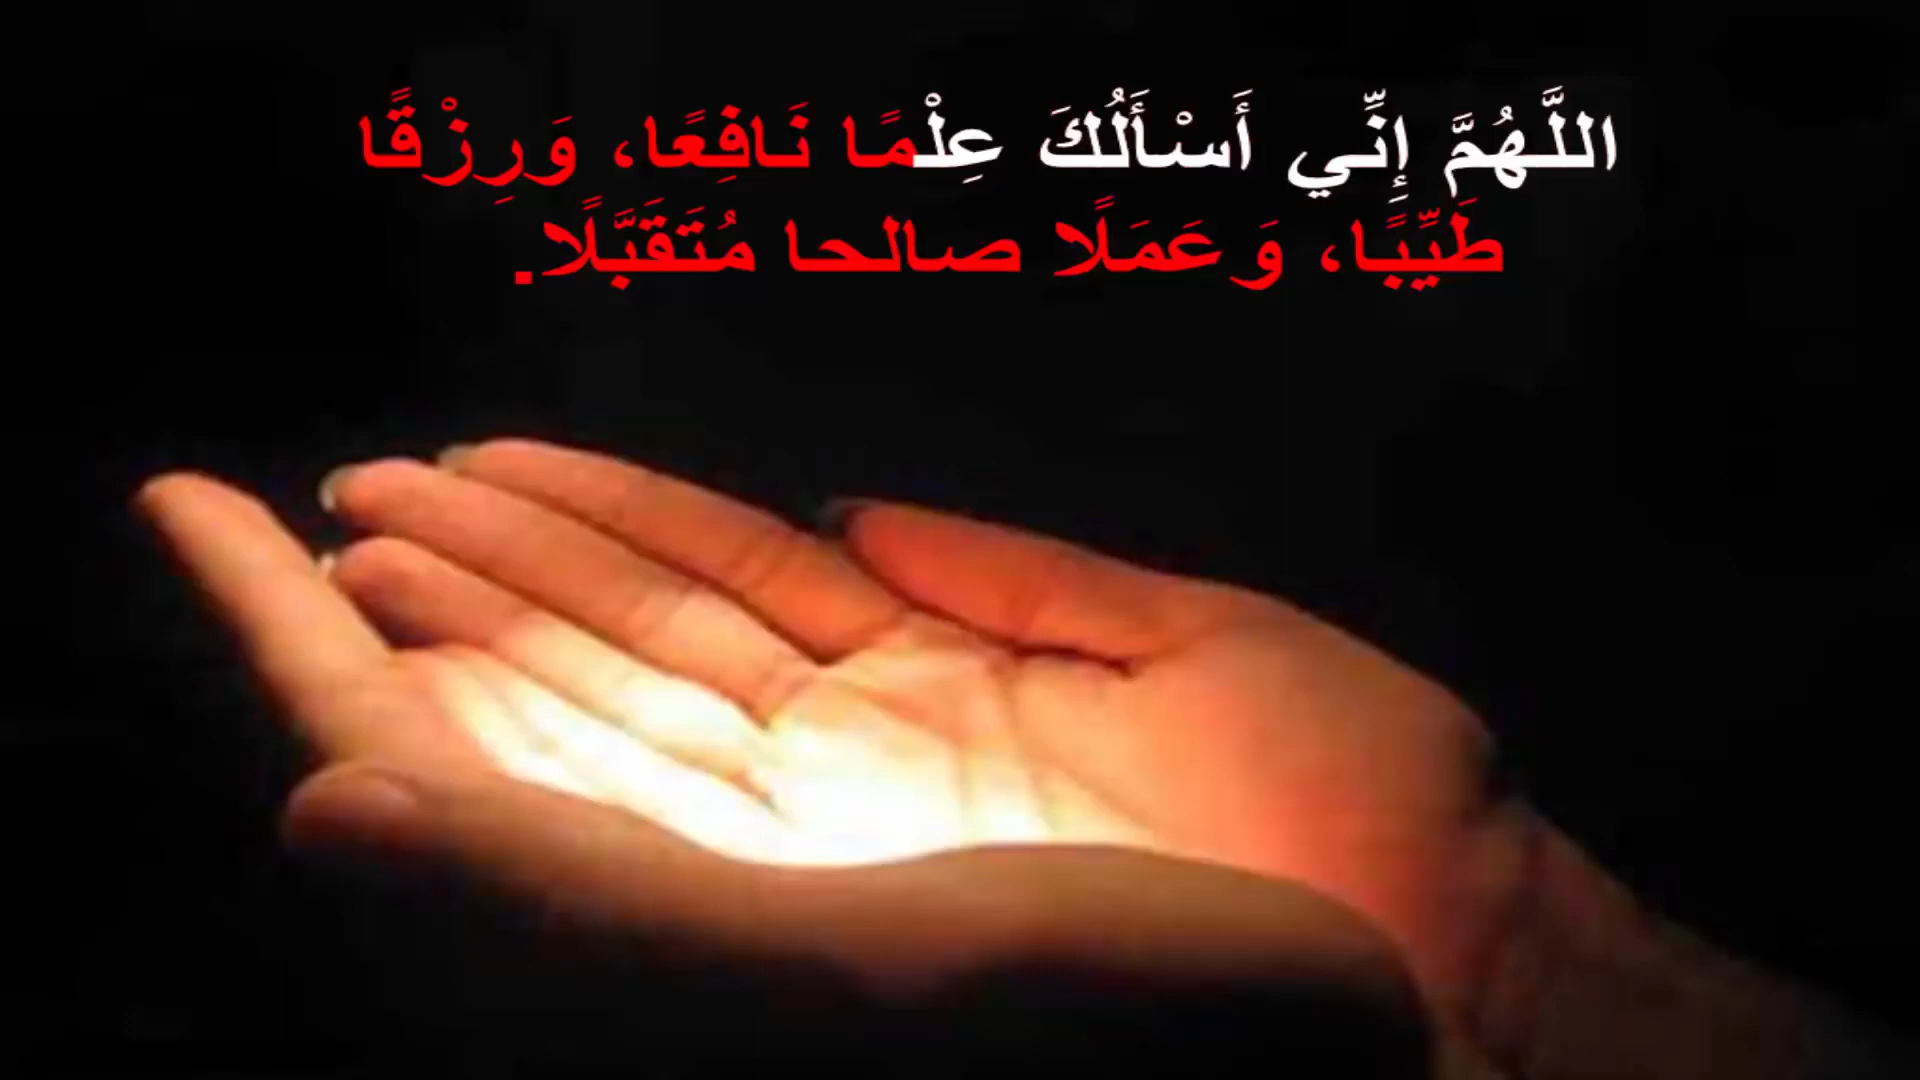 اللَّهُمَّ إِنِّي أَسْأَلُكَ عِلْمًا نَافِعًا، وَرِزْقًا
طَيِّبًا، وَعَمَلًا صالحا مُتَقَبَّلًا.